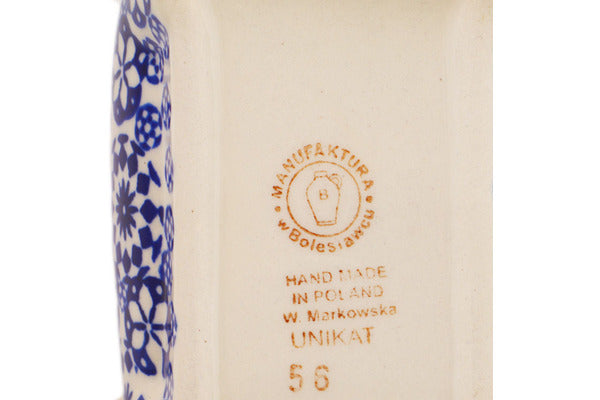 • MANUFAKTURA •
B
w Bolesławcu
HAND MADE
IN POLAND
W. Markowska
UNIKAT
56